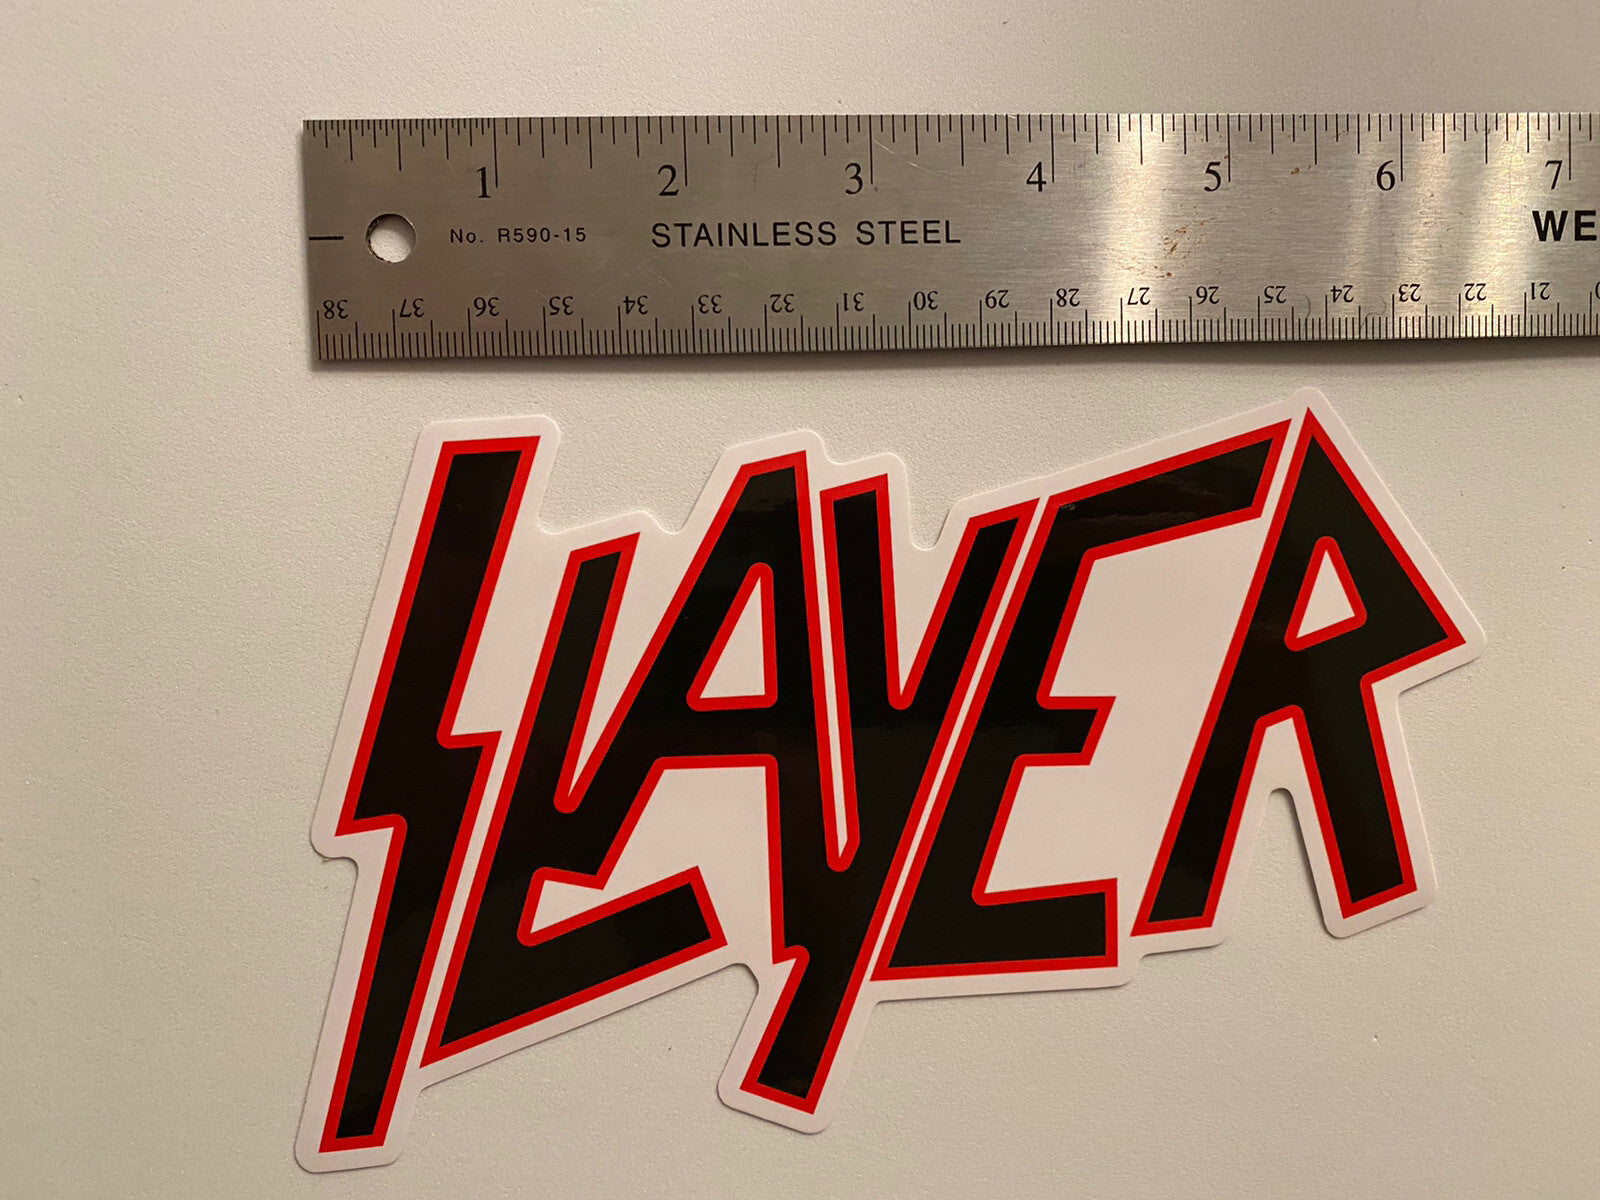 1 2 3 4 5 6 7
No. R590-15 STAINLESS STEEL WE
38 37 36 35 34 33 32 31 30 29 28 27 26 25 24 23 22 21
SLAYER